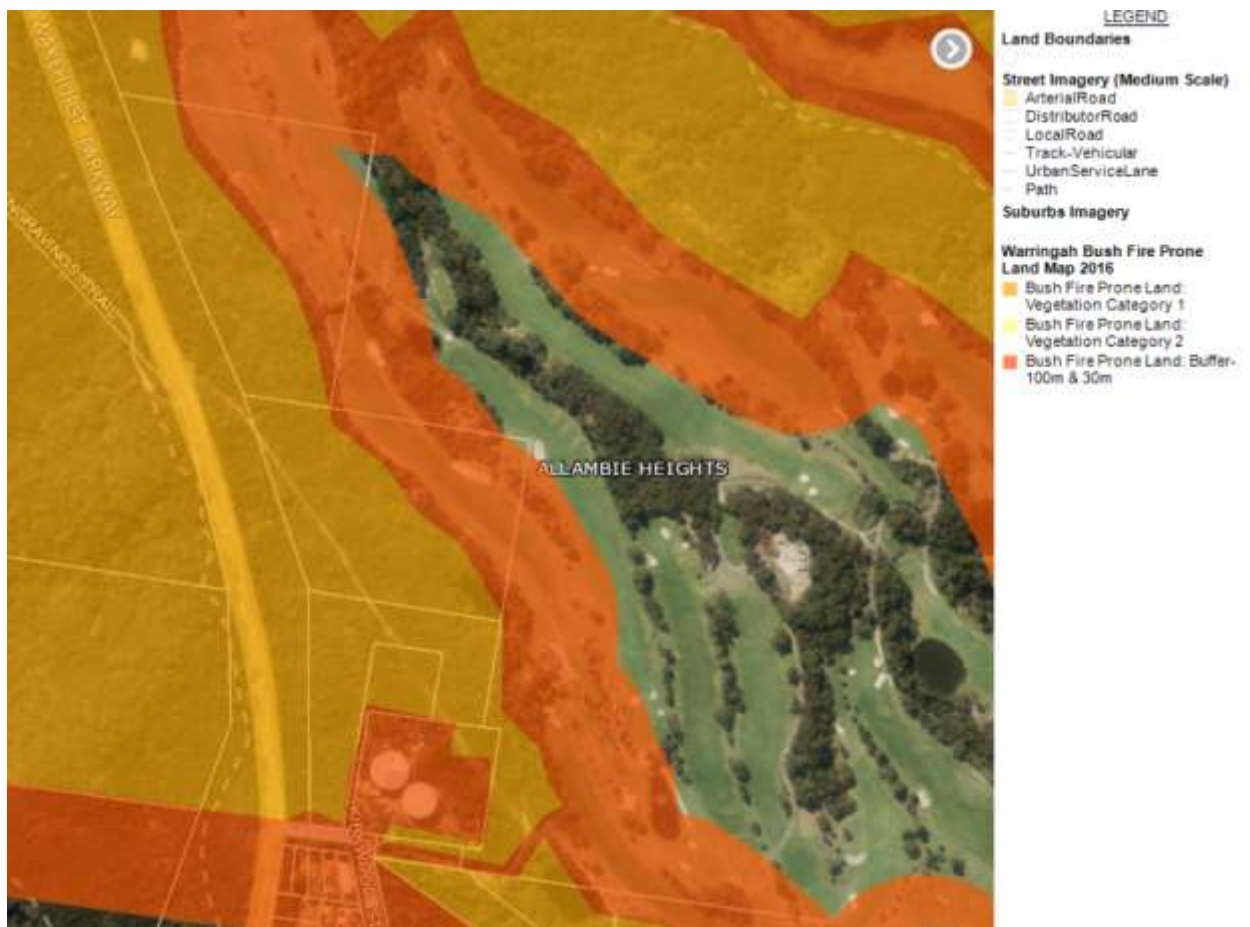 PARKWAY
ALLAMBIE HEIGHTS
LEGEND
Land Boundaries
Street Imagery (Medium Scale)
ArterialRoad
DistributorRoad
LocalRoad
Track-Vehicular
UrbanServiceLane
Path
Suburbs Imagery
Warringah Bush Fire Prone
Land Map 2016
Bush Fire Prone Land:
Vegetation Category 1
Bush Fire Prone Land:
Vegetation Category 2
Bush Fire Prone Land: Buffer-
100m & 30m